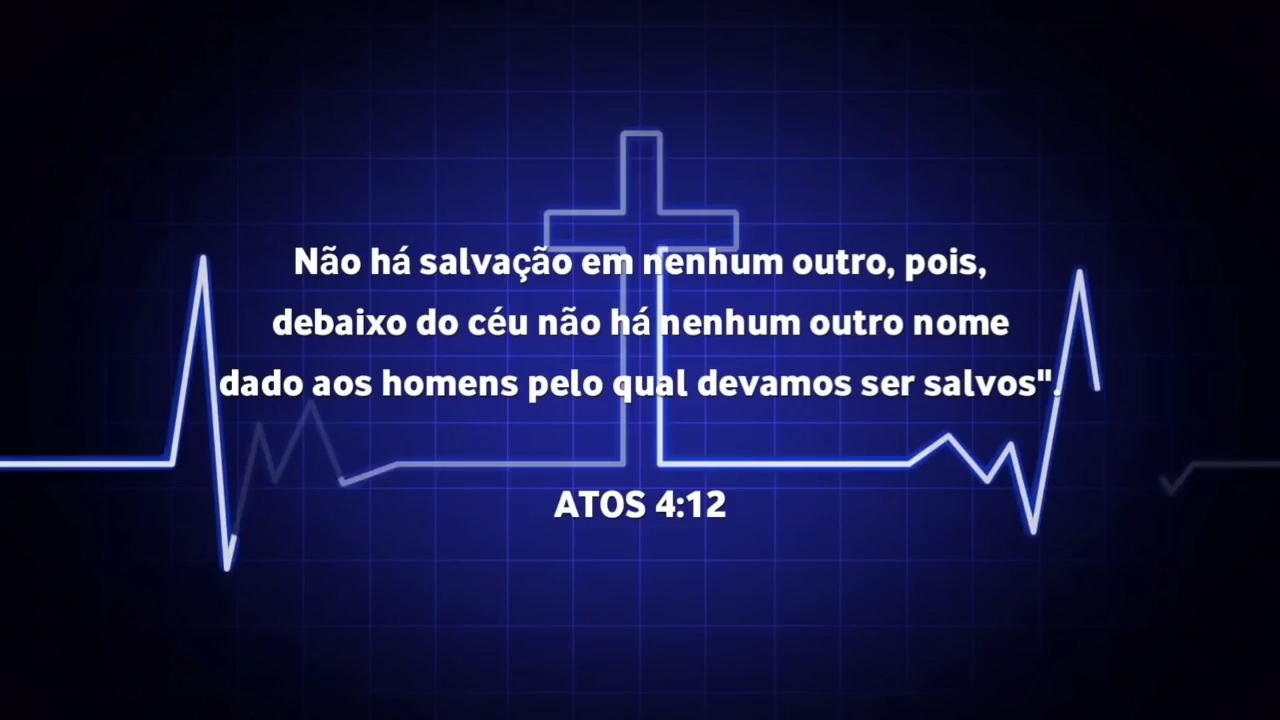 Não há salvação em nenhum outro, pois,
debaixo do céu não há nenhum outro nome
dado aos homens pelo qual devamos ser salvos".
ATOS 4:12